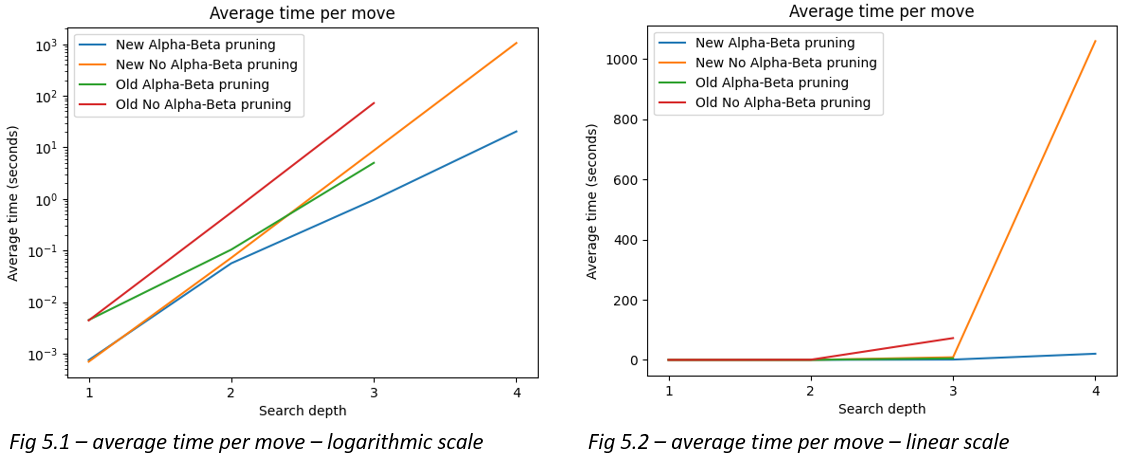 Average time per move
New Alpha-Beta pruning
New No Alpha-Beta pruning
Old Alpha-Beta pruning
Old No Alpha-Beta pruning
Average time (seconds)
10³
10²
10¹
10⁰
10⁻¹
10⁻²
10⁻³
1 2 3 4
Search depth
Fig 5.1 – average time per move – logarithmic scale
Average time per move
New Alpha-Beta pruning
New No Alpha-Beta pruning
Old Alpha-Beta pruning
Old No Alpha-Beta pruning
Average time (seconds)
1000
800
600
400
200
0
1 2 3 4
Search depth
Fig 5.2 – average time per move – linear scale